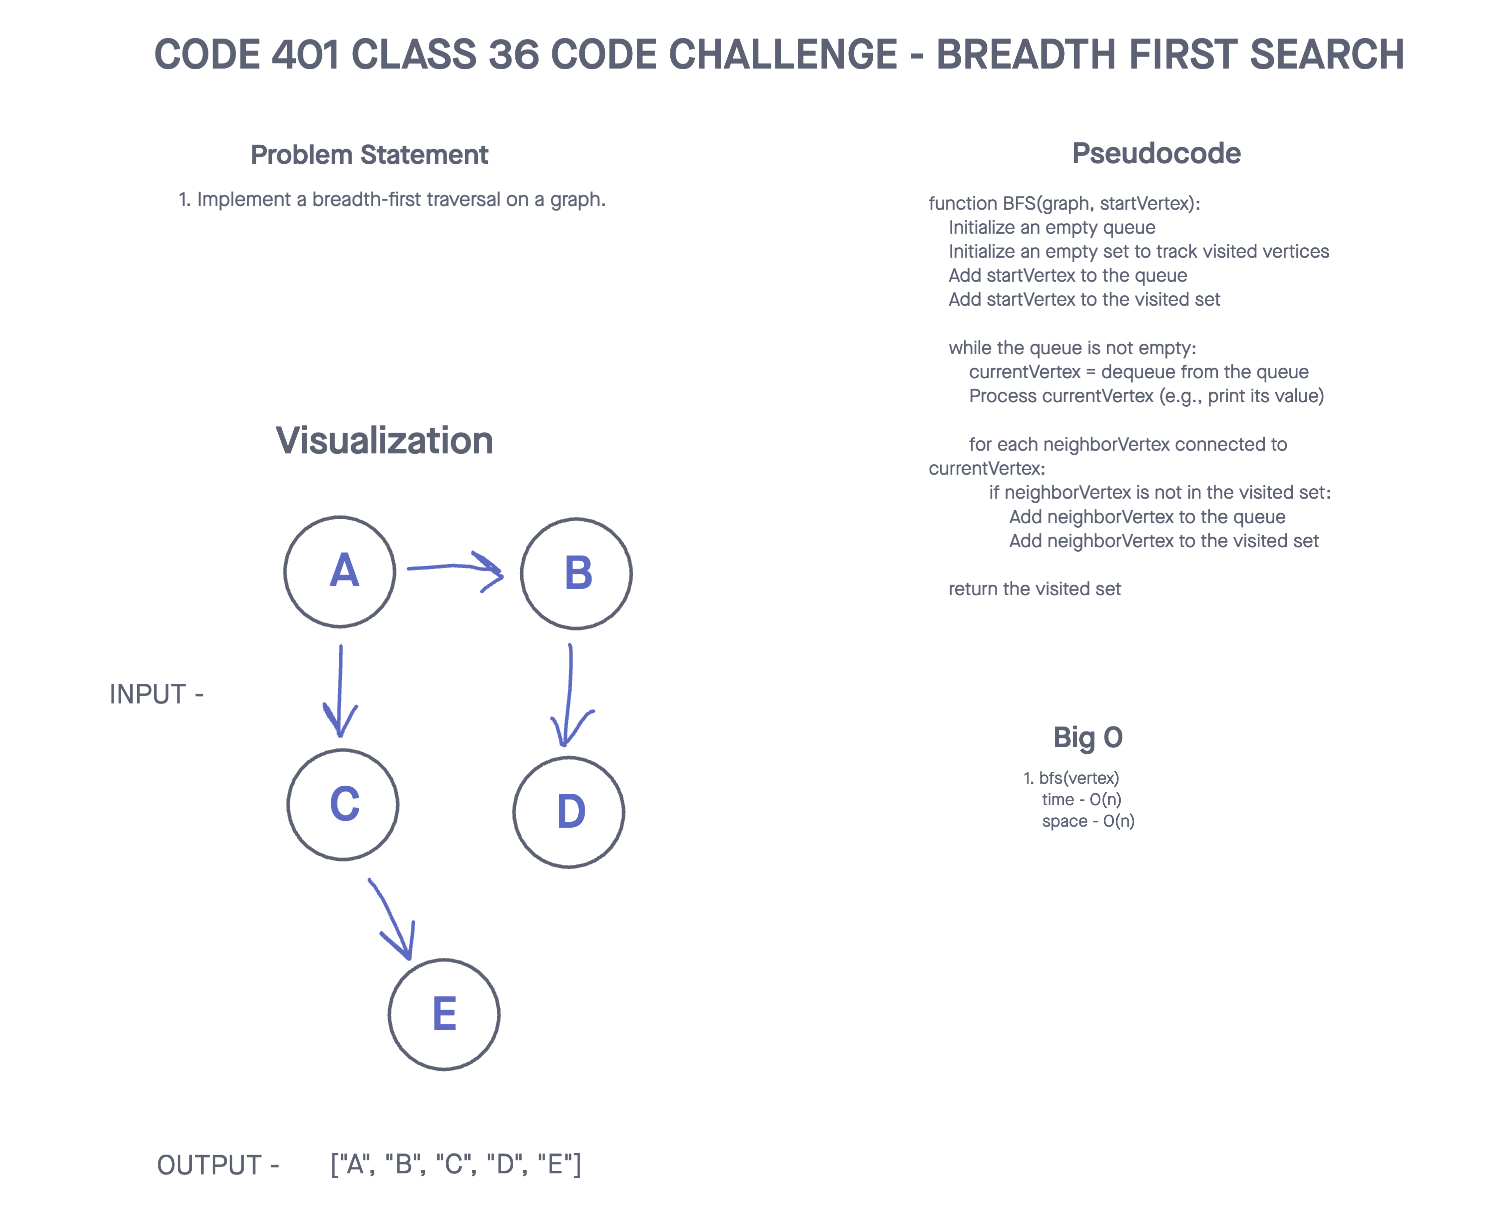 CODE 401 CLASS 36 CODE CHALLENGE - BREADTH FIRST SEARCH
Problem Statement
1. Implement a breadth-first traversal on a graph.
Visualization
A
B
INPUT -
C
D
E
OUTPUT - ["A", "B", "C", "D", "E"]
Pseudocode
function BFS(graph, startVertex):
Initialize an empty queue
Initialize an empty set to track visited vertices
Add startVertex to the queue
Add startVertex to the visited set
while the queue is not empty:
currentVertex = dequeue from the queue
Process currentVertex (e.g., print its value)
for each neighborVertex connected to
currentVertex:
if neighborVertex is not in the visited set:
Add neighborVertex to the queue
Add neighborVertex to the visited set
return the visited set
Big O
1. bfs(vertex)
time - O(n)
space - O(n)